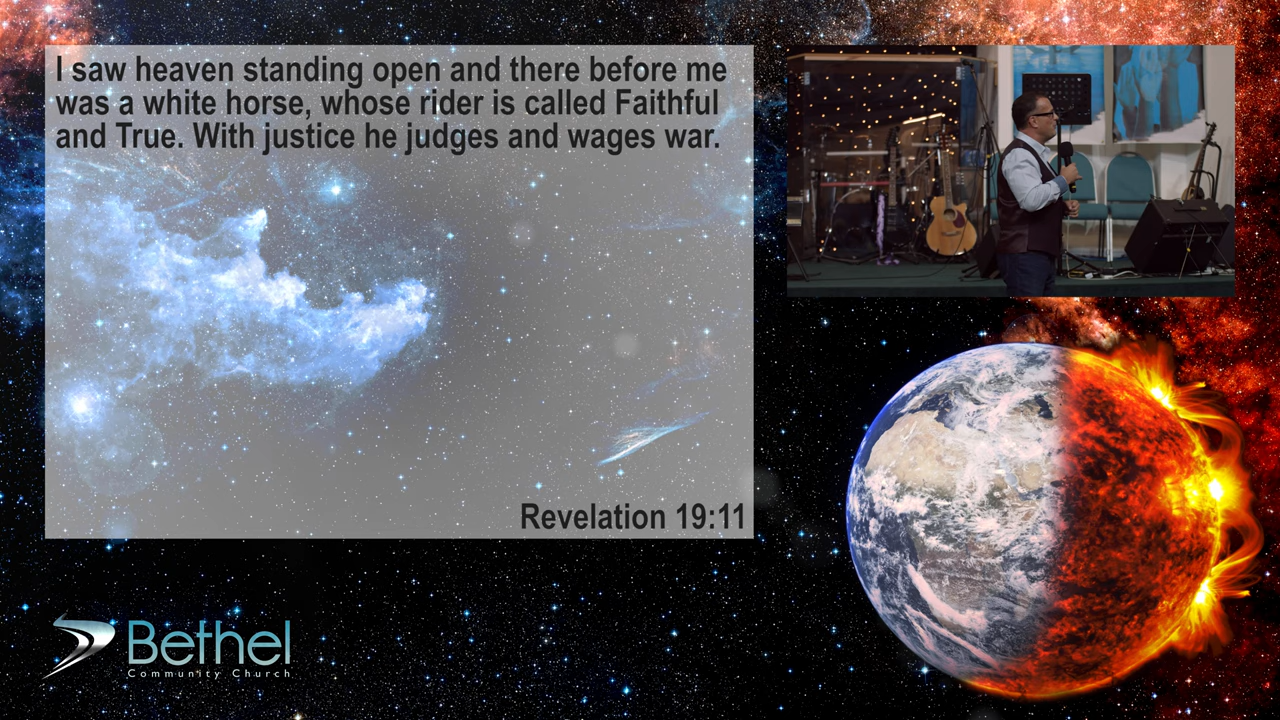 I saw heaven standing open and there before me
was a white horse, whose rider is called Faithful
and True. With justice he judges and wages war.
Revelation 19:11
Bethel
Community Church